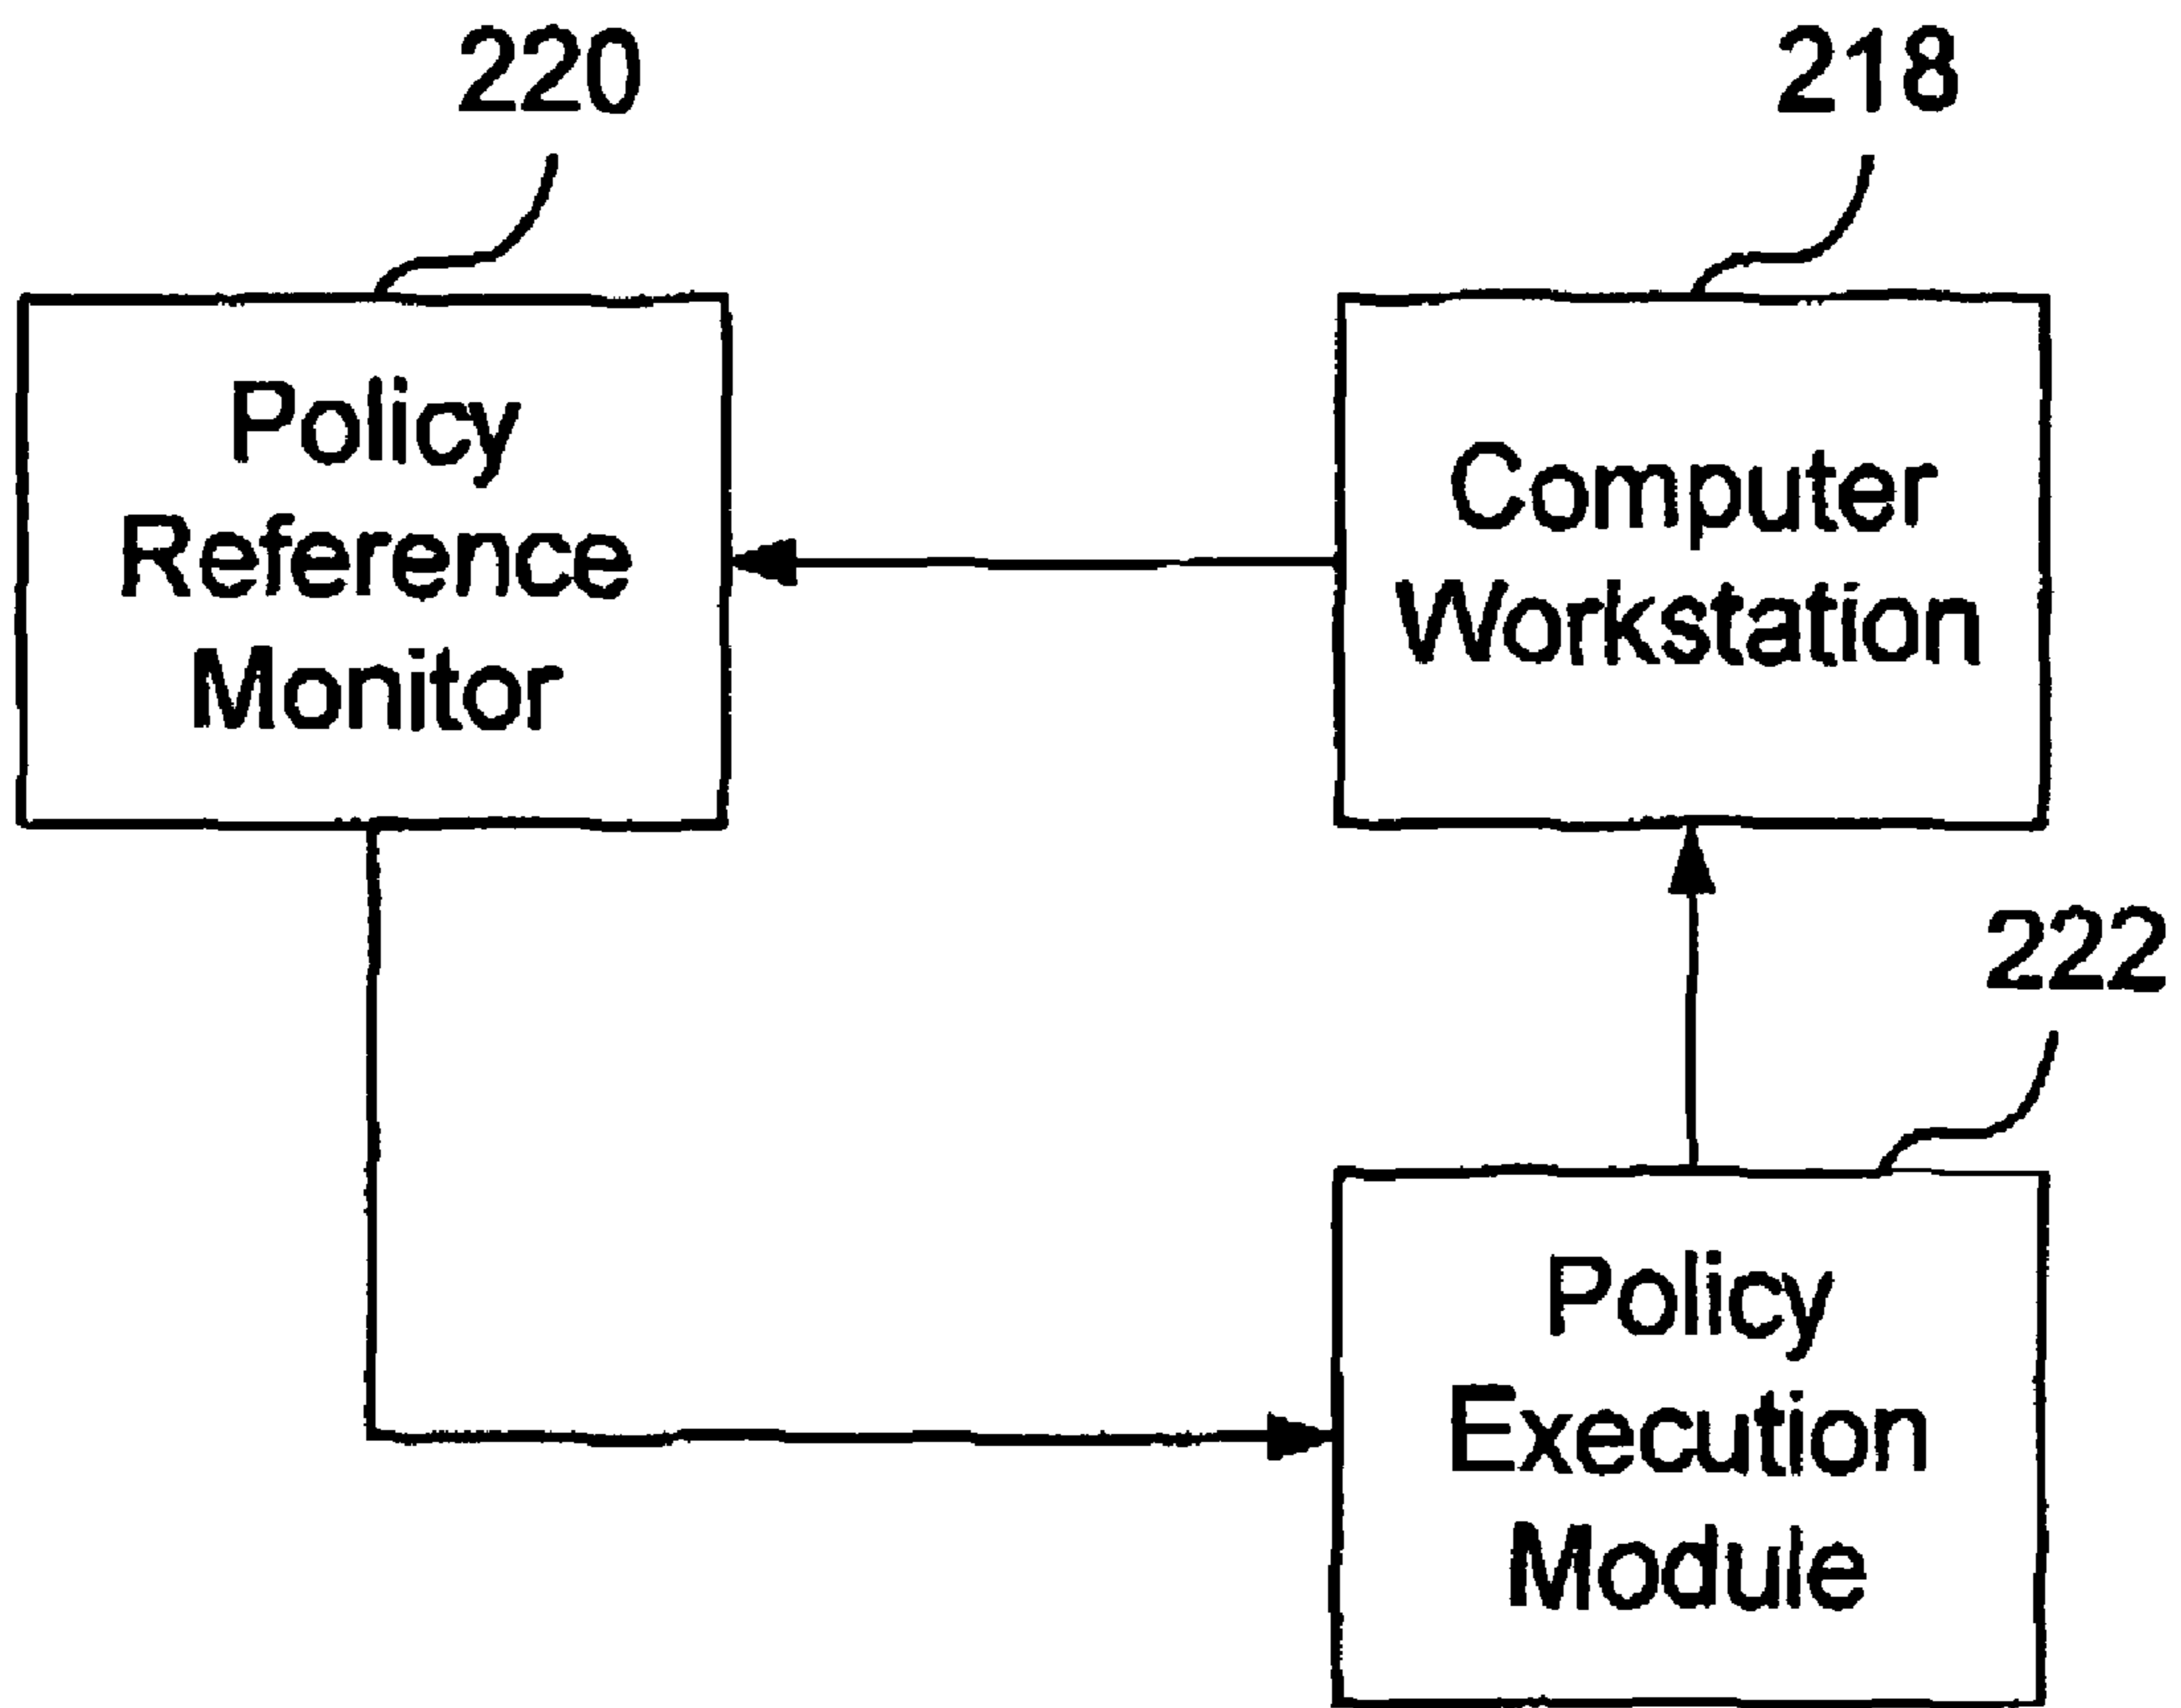 220
218
Policy
Reference
Monitor
Computer
Workstation
222
Policy
Execution
Module